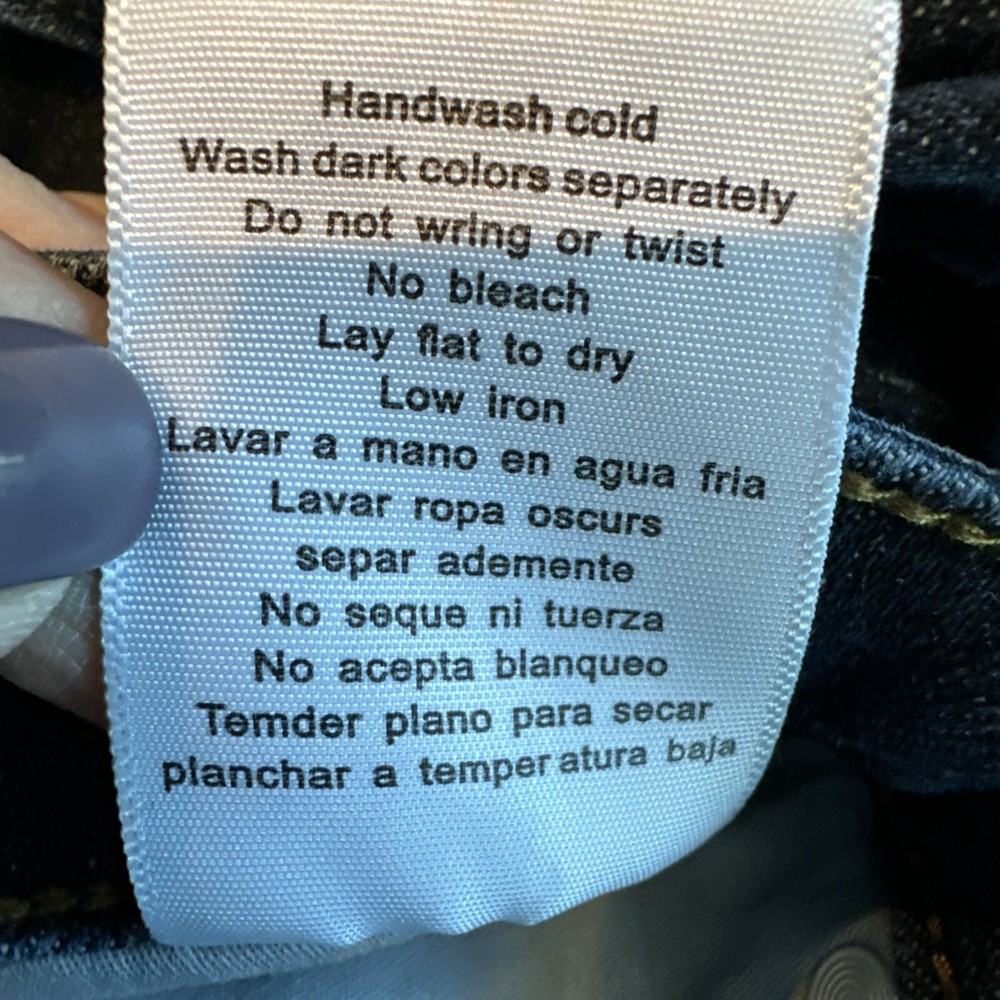 Handwash cold
Wash dark colors separately
Do not wring or twist
No bleach
Lay flat to dry
Low iron
Lavar a mano en agua fria
Lavar ropa oscurs
separ ademente
No seque ni tuerza
No acepta blanqueo
Temder plano para secar
planchar a temper atura baja